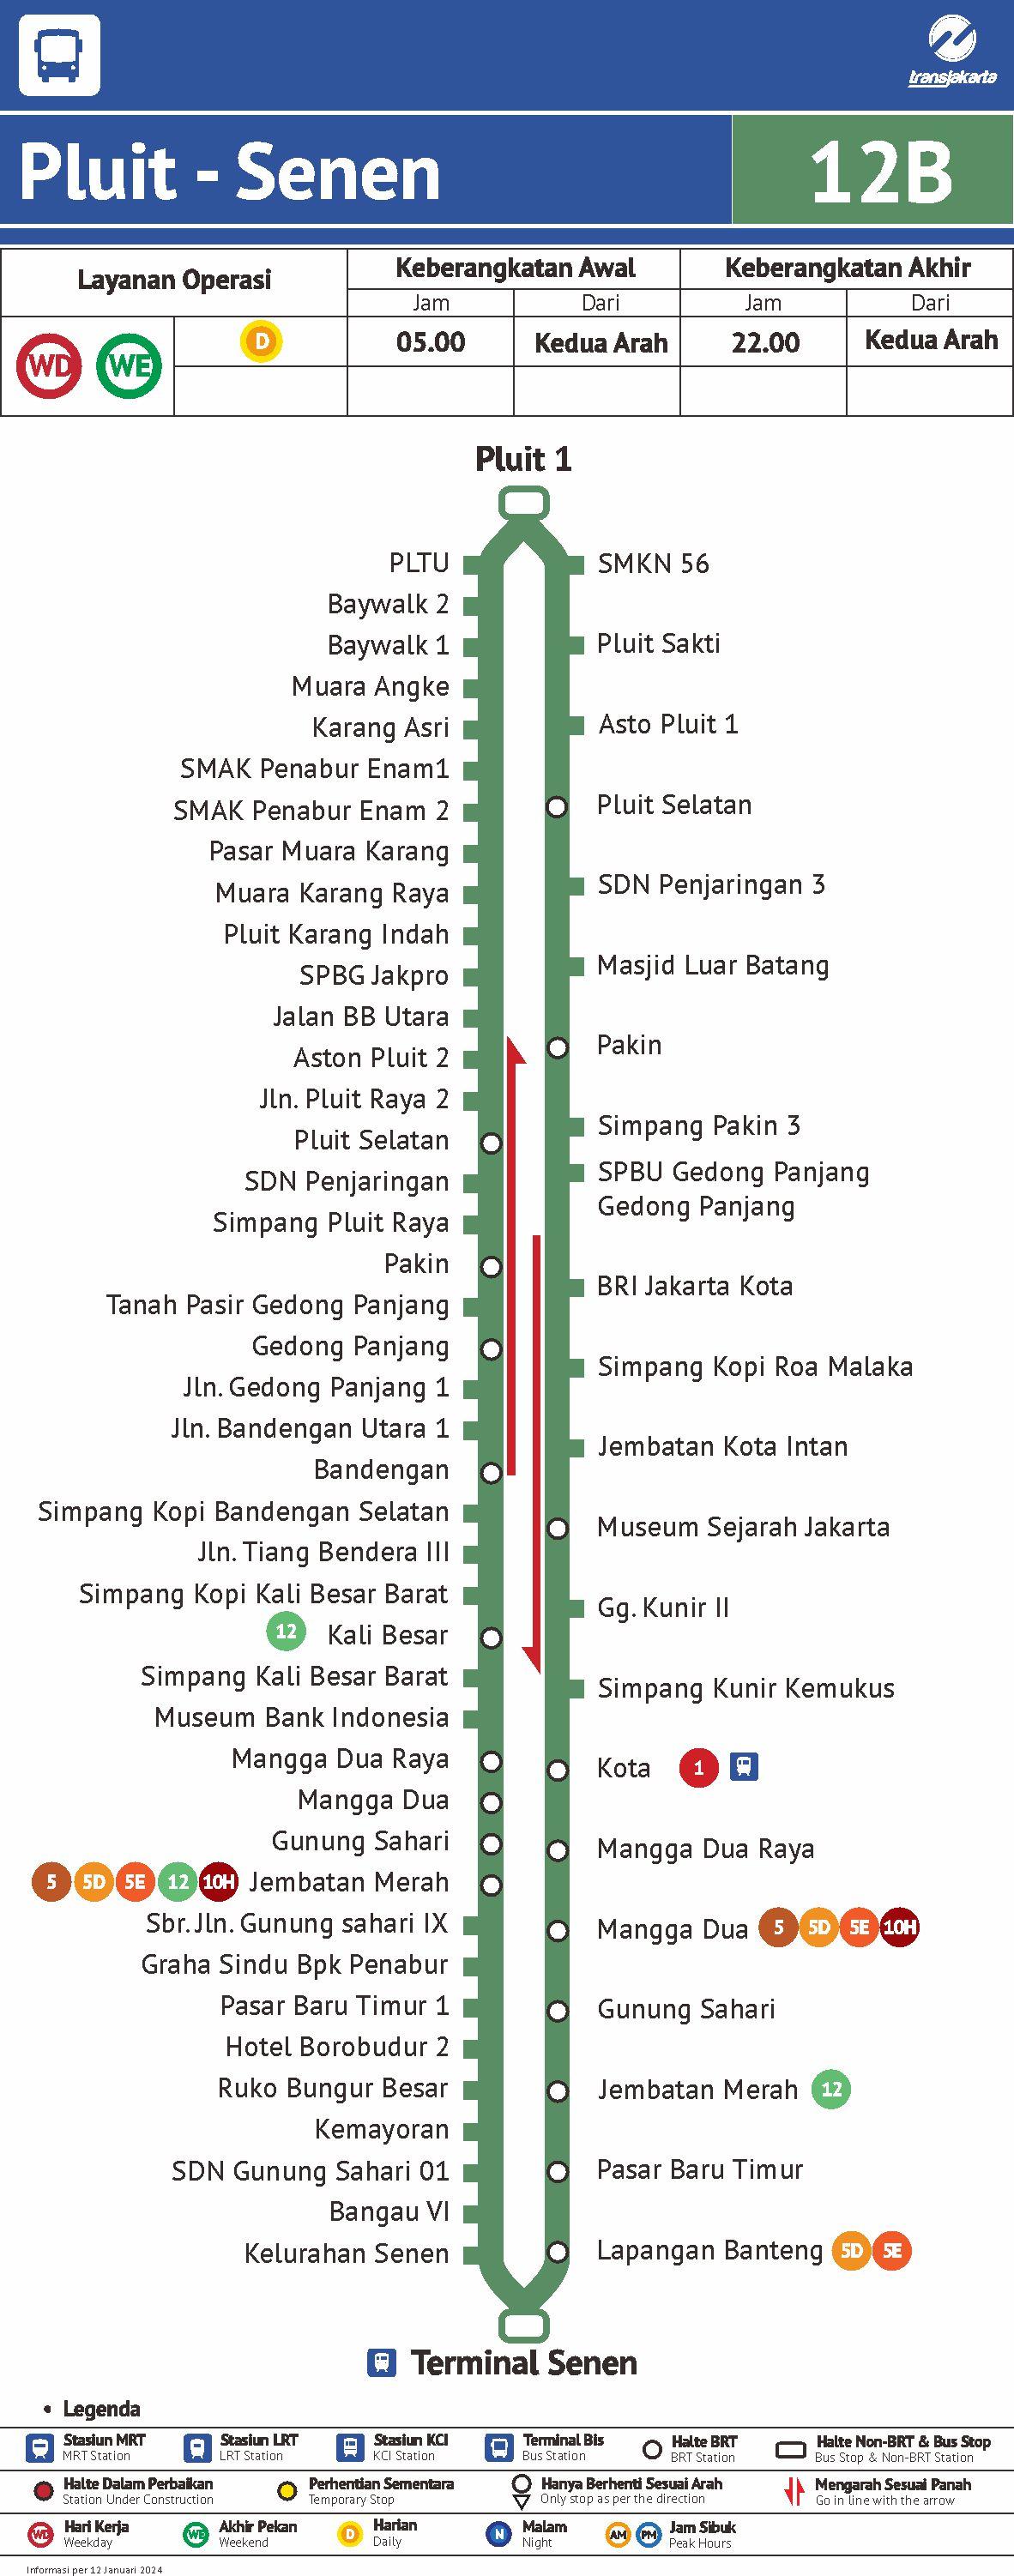 transjakarta
Pluit - Senen
12B
Layanan Operasi
Keberangkatan Awal
Keberangkatan Akhir
Jam
Dari
Jam
Dari
WD
WE
D
05.00
Kedua Arah
22.00
Kedua Arah
Pluit 1
PLTU
Baywalk 2
Baywalk 1
Muara Angke
Karang Asri
SMAK Penabur Enam1
SMAK Penabur Enam 2
Pasar Muara Karang
Muara Karang Raya
Pluit Karang Indah
SPBG Jakpro
Jalan BB Utara
Aston Pluit 2
Jln. Pluit Raya 2
Pluit Selatan
SDN Penjaringan
Simpang Pluit Raya
Pakin
Tanah Pasir Gedong Panjang
Gedong Panjang
Jln. Gedong Panjang 1
Jln. Bandengan Utara 1
Bandengan
Simpang Kopi Bandengan Selatan
Jln. Tiang Bendera III
Simpang Kopi Kali Besar Barat
12 Kali Besar
Simpang Kali Besar Barat
Museum Bank Indonesia
Mangga Dua Raya
Mangga Dua
Gunung Sahari
5 5D 5E 12 10H Jembatan Merah
Sbr. Jln. Gunung sahari IX
Graha Sindu Bpk Penabur
Pasar Baru Timur 1
Hotel Borobudur 2
Ruko Bungur Besar
Kemayoran
SDN Gunung Sahari 01
Bangau VI
Kelurahan Senen
SMKN 56
Pluit Sakti
Asto Pluit 1
Pluit Selatan
SDN Penjaringan 3
Masjid Luar Batang
Pakin
Simpang Pakin 3
SPBU Gedong Panjang
Gedong Panjang
BRI Jakarta Kota
Simpang Kopi Roa Malaka
Jembatan Kota Intan
Museum Sejarah Jakarta
Gg. Kunir II
Simpang Kunir Kemukus
Kota 1
Mangga Dua Raya
Mangga Dua 5 5D 5E 10H
Gunung Sahari
Jembatan Merah 12
Pasar Baru Timur
Lapangan Banteng 5D 5E
Terminal Senen
• Legenda
Stasiun MRT
MRT Station
Stasiun LRT
LRT Station
Stasiun KCI
KCI Station
Terminal Bis
Bus Station
Halte BRT
BRT Station
Halte Non-BRT & Bus Stop
Bus Stop & Non-BRT Station
Halte Dalam Perbaikan
Station Under Construction
Perhentian Sementara
Temporary Stop
Hanya Berhenti Sesuai Arah
Only stop as per the direction
Mengarah Sesuai Panah
Go in line with the arrow
WD Hari Kerja
Weekday
WE Akhir Pekan
Weekend
D Harian
Daily
N Malam
Night
AM PM Jam Sibuk
Peak Hours
Informasi per 12 Januari 2024